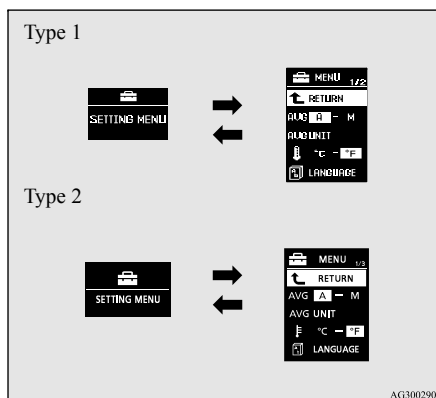 Type 1
SETTING MENU
MENU 1/2
RETURN
AVG A - M
AVG UNIT
°C - °F
LANGUAGE
Type 2
SETTING MENU
MENU 1/3
RETURN
AVG A - M
AVG UNIT
°C - °F
LANGUAGE
AG300290